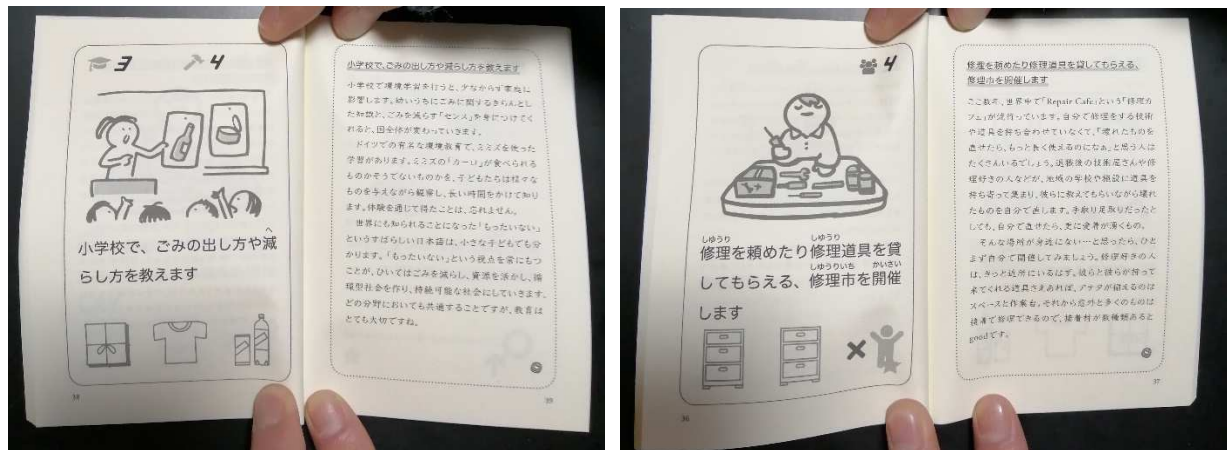 3
4
小学校で、ごみの出し方や減
へ
らし方を教えます
38
小学校で、ごみの出し方や減らし方を教えます
小学校で環境学習を行うと、少なからず家庭に
影響します。幼いうちにごみに関するきちんとし
た知識と、ごみを減らす「センス」を身につけてく
れると、国全体が変わっていきます。
ドイツでの有名な環境教育で、ミミズを使った
学習があります。ミミズの「カーロ」が食べられる
ものかそうでないものかを、子どもたちは様々な
ものを与えながら観察し、長い時間をかけて知り
ます。体験を通じて得たことは、忘れません。
世界にも知られることになった「もったいない」
というすばらしい日本語は、小さな子どもでも分
かります。「もったいない」という視点を常にもつ
ことが、ひいてはごみを減らし、資源を活かし、循
環型社会を作り、持続可能な社会にしていきます。
どの分野においても共通することですが、教育は
とても大切ですね。
39
4
しゅうり
しゅうり
修理を頼めたり修理道具を貸
しゅうりいち
かいさい
してもらえる、修理市を開催
します
36
修理を頼めたり修理道具を貸してもらえる、
修理市を開催します
ここ数年、世界中で「Repair Cafe」という「修理カ
フェ」が流行っています。自分で修理をする技術
や道具を持ち合わせていなくて、「壊れたものを
直せたら、もっと長く使えるのになぁ」と思う人は
たくさんいるでしょう。退職後の技術屋さんや修
理好きの人などが、地域の学校や施設に道具を
持ち寄って集まり、彼らに教えてもらいながら壊れ
たものを自分で直します。手取り足取りだったと
しても、自分で直せたら、更に愛着が湧くもの。
そんな場所が身近にない…と思ったら、ひと
まず自分で開催してみましょう。修理好きの人
は、きっと近所にいるはず。彼らと彼らが持って
来てくれる道具さえあれば、アナタが揃えるのは
スペースと作業台。それから意外と多くのものは
接着で修理できるので、接着材が数種類あると
goodです。
37